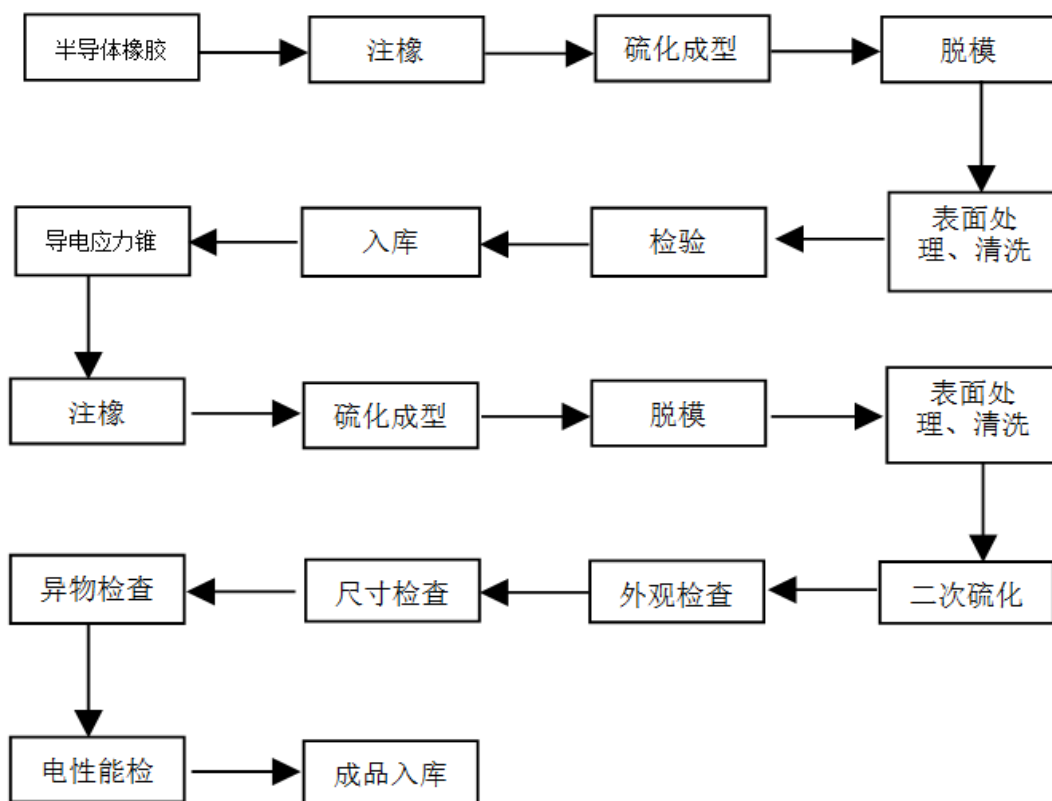 半导体橡胶
注橡
硫化成型
脱模
表面处
理、清洗
检验
入库
导电应力锥
注橡
硫化成型
脱模
表面处
理、清洗
二次硫化
外观检查
尺寸检查
异物检查
电性能检
成品入库